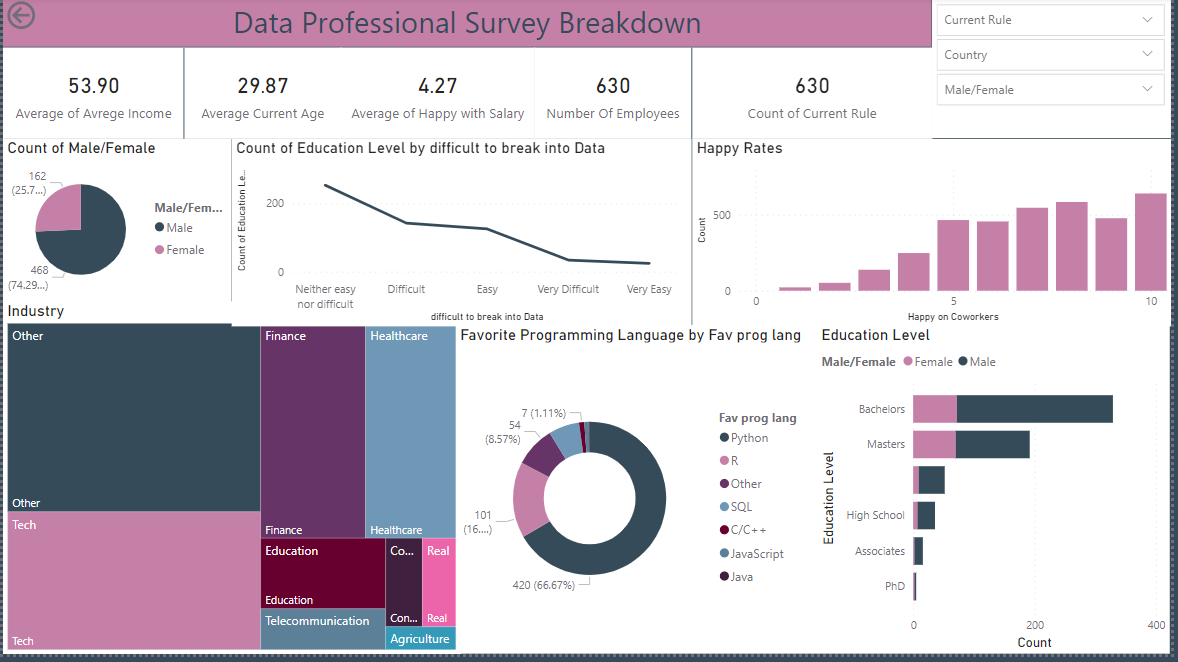 Data Professional Survey Breakdown
Current Rule
Country
Male/Female
53.90
Average of Avrege Income
29.87
Average Current Age
4.27
Average of Happy with Salary
630
Number Of Employees
630
Count of Current Rule
Count of Male/Female
162
(25.7...)
468
(74.29...)
Male/Fem...
Male
Female
Count of Education Level by difficult to break into Data
Count of Education Le...
200
0
Neither easy
nor difficult
Difficult
Easy
Very Difficult
Very Easy
difficult to break into Data
Happy Rates
Count
500
0
0
5
10
Happy on Coworkers
Industry
Other
Other
Tech
Tech
Finance
Finance
Healthcare
Healthcare
Education
Education
Telecommunication
Co...
Con...
Real
Real
Agriculture
Favorite Programming Language by Fav prog lang
7 (1.11%)
54
(8.57%)
101
(16....)
420 (66.67%)
Fav prog lang
Python
R
Other
SQL
C/C++
JavaScript
Java
Education Level
Male/Female
Female
Male
Education Level
Bachelors
Masters
High School
Associates
PhD
0
200
400
Count